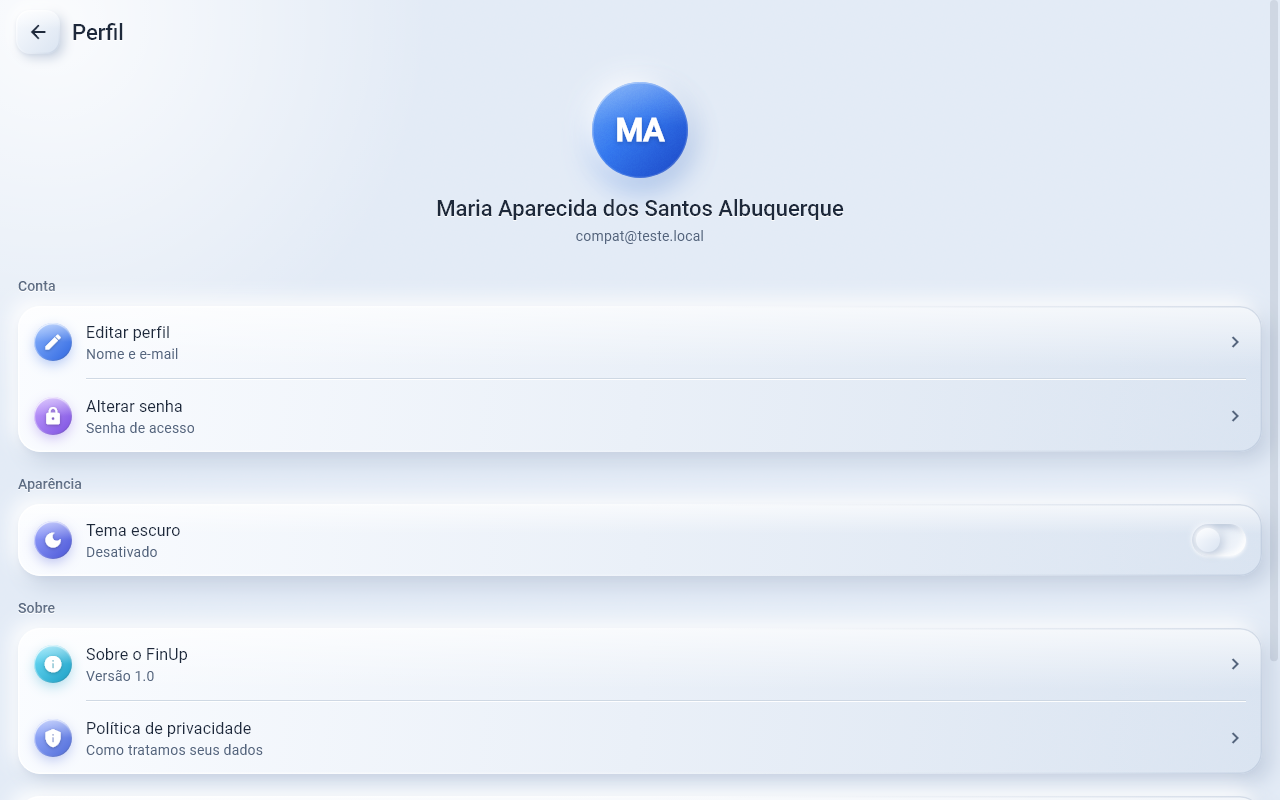 Perfil
MA
Maria Aparecida dos Santos Albuquerque
compat@teste.local
Conta
Editar perfil
Nome e e-mail
Alterar senha
Senha de acesso
Aparência
Tema escuro
Desativado
Sobre
Sobre o FinUp
Versão 1.0
Política de privacidade
Como tratamos seus dados